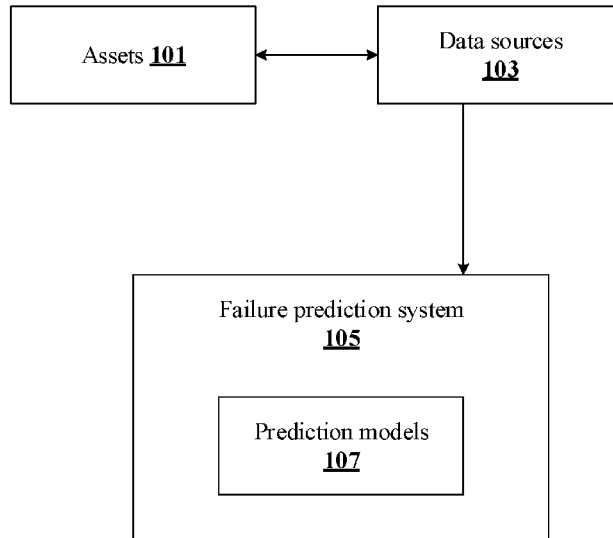 Assets 101
Data sources
103
Failure prediction system
105
Prediction models
107